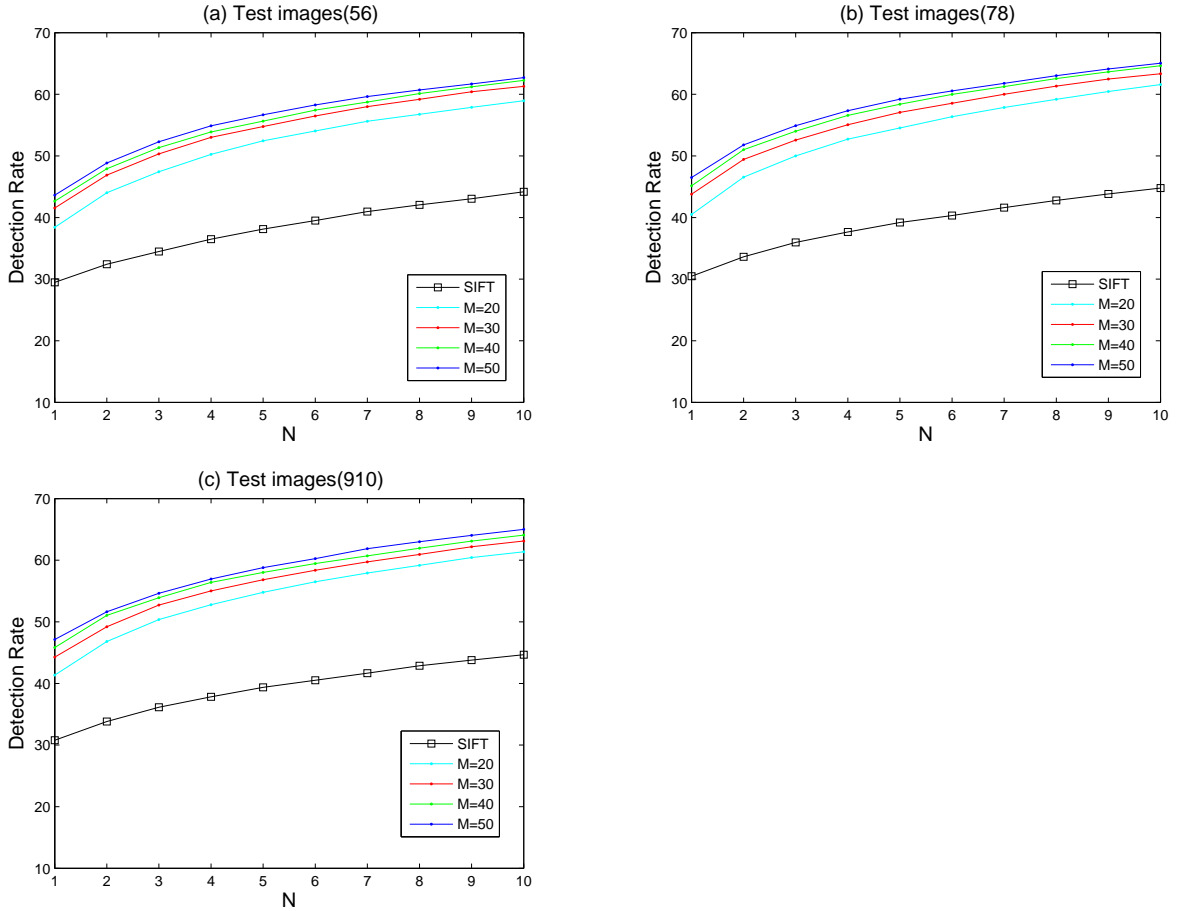 (a) Test images(56)
70
60
50
40
30
20
10
Detection Rate
SIFT
M=20
M=30
M=40
M=50
1 2 3 4 5 6 7 8 9 10
N
(b) Test images(78)
70
60
50
40
30
20
10
Detection Rate
SIFT
M=20
M=30
M=40
M=50
1 2 3 4 5 6 7 8 9 10
N
(c) Test images(910)
70
60
50
40
30
20
10
Detection Rate
SIFT
M=20
M=30
M=40
M=50
1 2 3 4 5 6 7 8 9 10
N